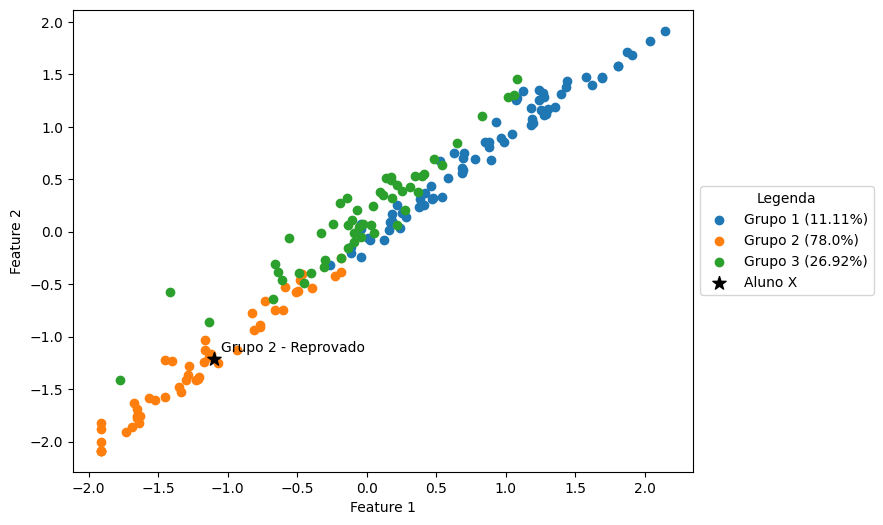 2.0
1.5
1.0
0.5
0.0
−0.5
−1.0
−1.5
−2.0
Feature 2
Grupo 2 - Reprovado
−2.0 −1.5 −1.0 −0.5 0.0 0.5 1.0 1.5 2.0
Feature 1
Legenda
Grupo 1 (11.11%)
Grupo 2 (78.0%)
Grupo 3 (26.92%)
Aluno X